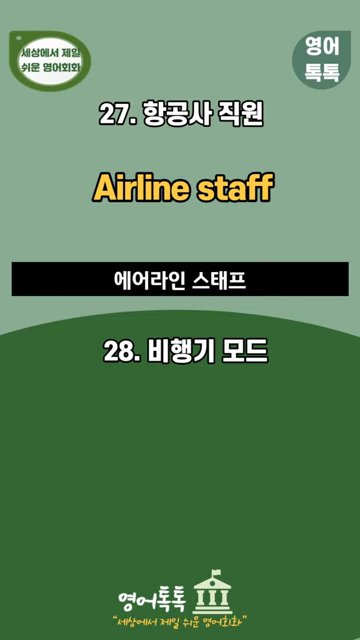 세상에서 제일
쉬운 영어회화
영어
톡톡
27. 항공사 직원
Airline staff
에어라인 스태프
28. 비행기 모드
영어톡톡
"세상에서 제일 쉬운 영어회화"